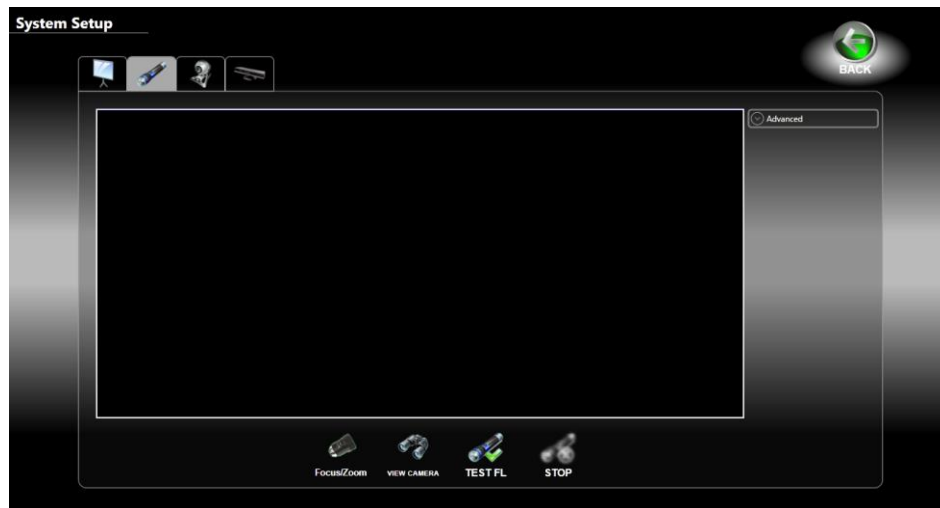 System Setup
BACK
Advanced
Focus/Zoom
VIEW CAMERA
TEST FL
STOP